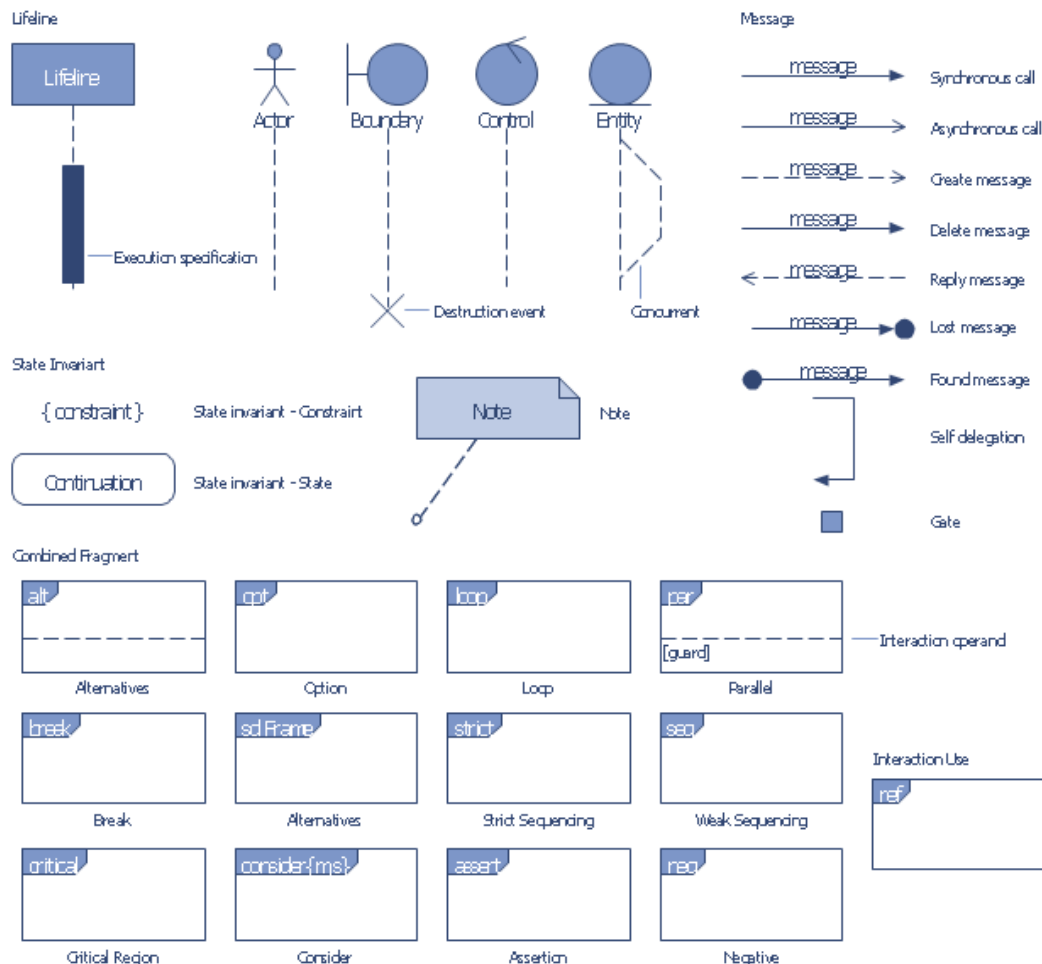 Lifeline
Message
Lifeline
Actor
Boundary
Control
Entity
Execution specification
Destruction event
Concurrent
message
Synchronous call
message
Asynchronous call
message
Create message
message
Delete message
message
Reply message
message
Lost message
message
Found message
Self delegation
Gate
State Invariart
{ constraint }
State invariant - Constraint
Continuation
State invariant - State
Note
Note
Combined Fragment
alt
Alternatives
opt
Option
loop
Loop
par
[guard]
Parallel
Interaction operand
break
Break
sd Frame
Alternatives
strict
Strict Sequencing
seq
Weak Sequencing
Interaction Use
ref
critical
Critical Region
consider{m,s}
Consider
assert
Assertion
neg
Negative